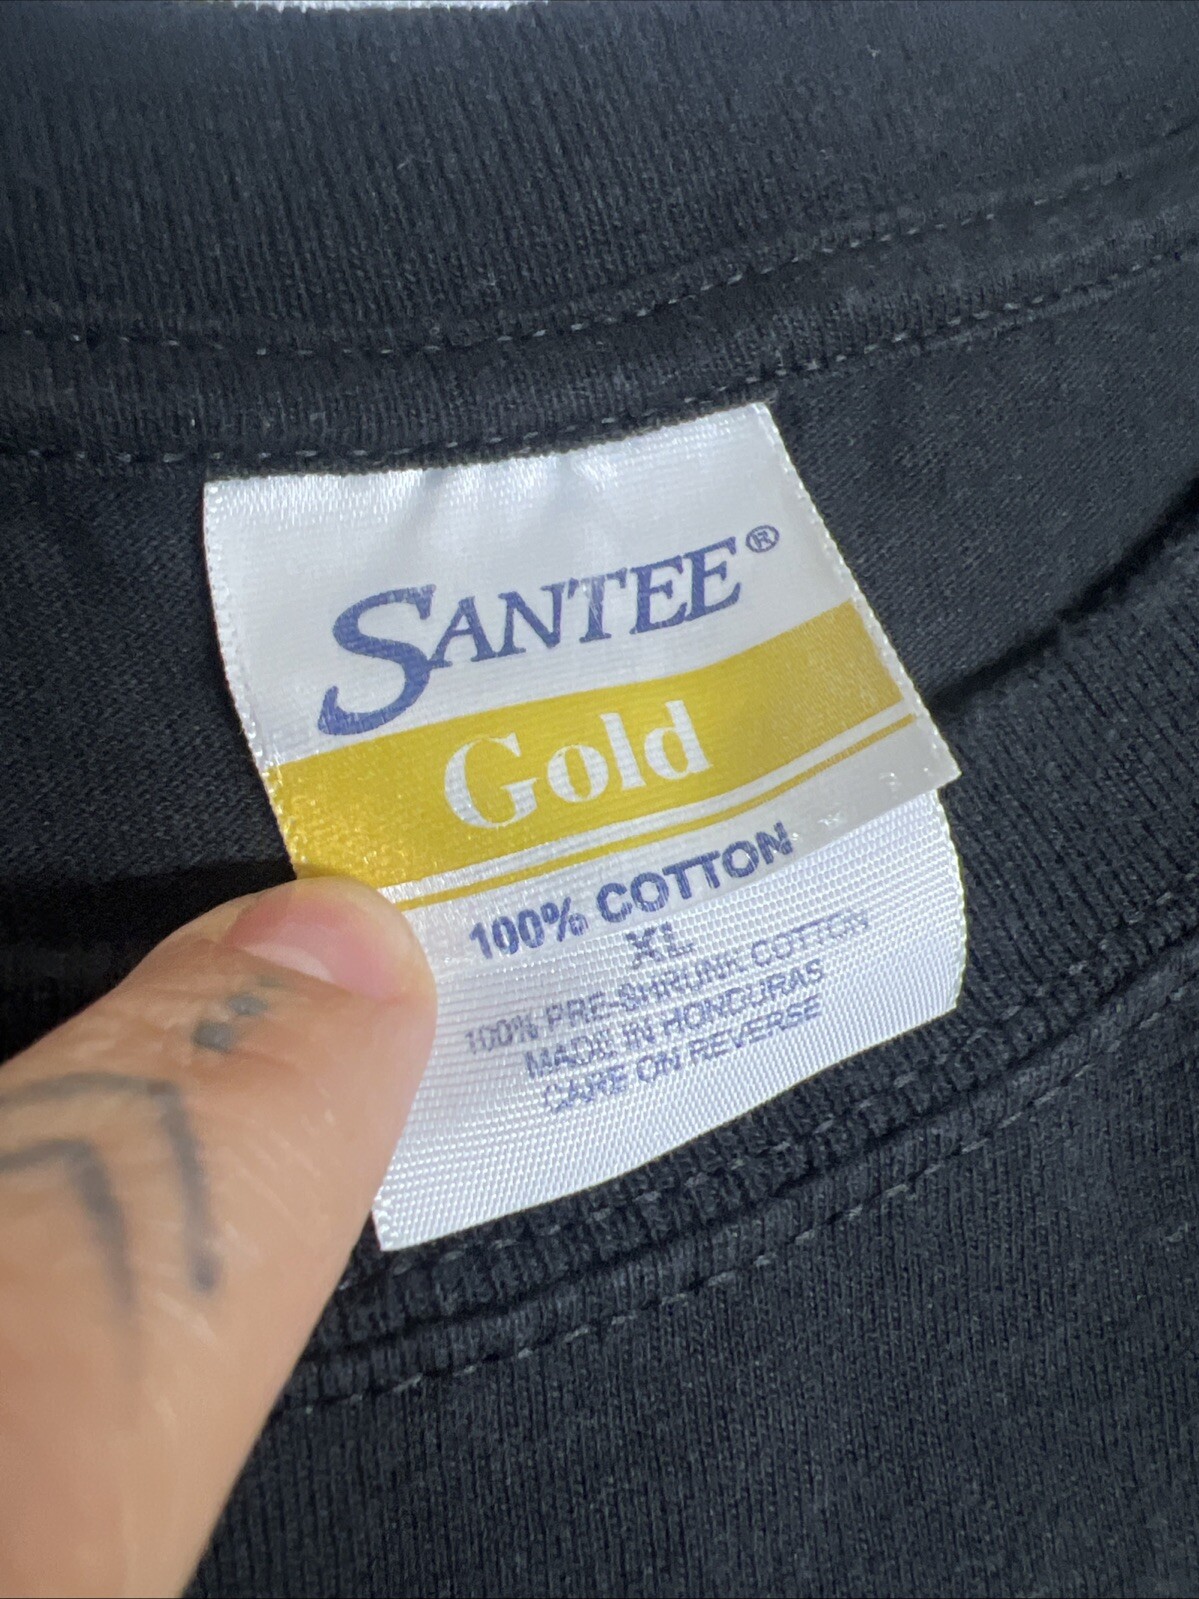 SANTEE®
Gold
100% COTTON
XL
100% PRE-SHRUNK COTTON
MADE IN HONDURAS
CARE ON REVERSE